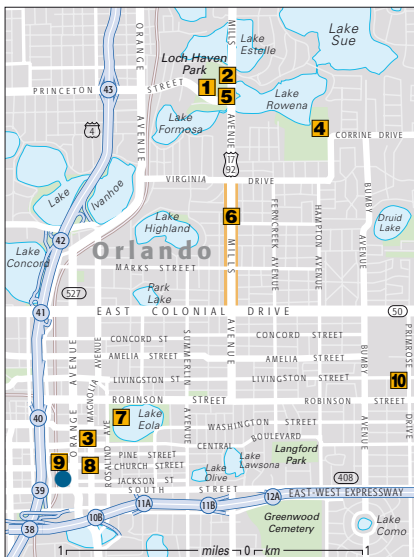 Lake
Sue
MILLS
Lake
Estelle
ORANGE
Loch Haven
Park
2
1
5
PRINCETON
STREET
43
Lake
Rowena
4
Lake
Formosa
AVENUE
4
CORRINE DRIVE
AVENUE
17
92
VIRGINIA
DRIVE
Lake
Ivanhoe
BUMBY
6
Lake
Highland
FERNCREEK
AVENUE
HAMPTON
AVENUE
Druid
Lake
42
Orlando
MILLS
Lake
Concord
MARKS STREET
AVENUE
527
Park
Lake
41
EAST COLONIAL DRIVE
50
AVENUE
CONCORD ST
CONCORD STREET
AMELIA STREET
AMELIA STREET
LIVINGSTON ST
LIVINGSTON STREET
ORANGE
AVENUE
MAGNOLIA
AVENUE
SUMMERLIN
AVENUE
BUMBY
AVENUE
PRIMROSE
DRIVE
10
ROBINSON
STREET
ROBINSON STREET
40
7
Lake
Eola
WASHINGTON STREET
3
ROSALIND AVE
CENTRAL
BOULEVARD
PINE STREET
Langford
Park
9
8
CHURCH STREET
Lake
Lawsona
JACKSON ST
Lake
Olive
408
39
SOUTH
STREET
12A
EAST-WEST EXPRESSWAY
11A
11B
10B
38
Greenwood
Cemetery
Lake
Como
1 miles 0 km 1